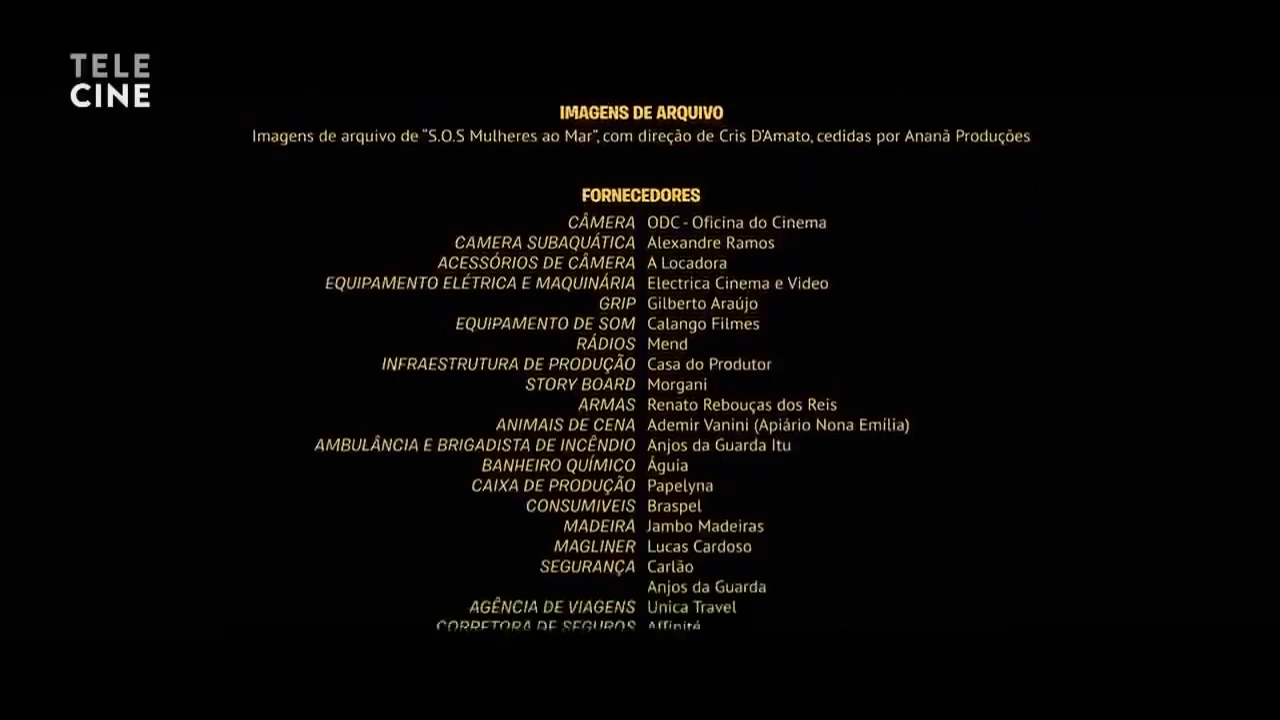 TELE
CINE
IMAGENS DE ARQUIVO
Imagens de arquivo de "S.O.S Mulheres ao Mar", com direção de Cris D'Amato, cedidas por Ananã Produções
FORNECEDORES
CÂMERA ODC - Oficina do Cinema
CAMERA SUBAQUÁTICA Alexandre Ramos
ACESSÓRIOS DE CÂMERA A Locadora
EQUIPAMENTO ELÉTRICA E MAQUINÁRIA Electrica Cinema e Video
GRIP Gilberto Araújo
EQUIPAMENTO DE SOM Calango Filmes
RÁDIOS Mend
INFRAESTRUTURA DE PRODUÇÃO Casa do Produtor
STORY BOARD Morgani
ARMAS Renato Rebouças dos Reis
ANIMAIS DE CENA Ademir Vanini (Apiário Nona Emília)
AMBULÂNCIA E BRIGADISTA DE INCÊNDIO Anjos da Guarda Itu
BANHEIRO QUÍMICO Águia
CAIXA DE PRODUÇÃO Papelyna
CONSUMIVEIS Braspel
MADEIRA Jambo Madeiras
MAGLINER Lucas Cardoso
SEGURANÇA Carlão
Anjos da Guarda
AGÊNCIA DE VIAGENS Unica Travel
CORRETORA DE SEGUROS Affinité